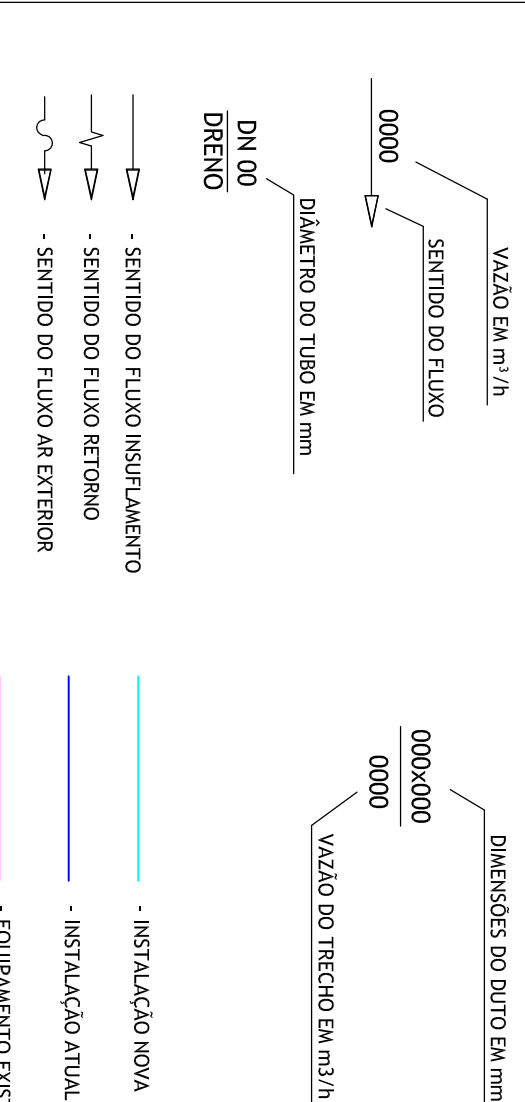 VAZÃO EM m³/h
0000
SENTIDO DO FLUXO
DIÂMETRO DO TUBO EM mm
DN 00
DRENO
- SENTIDO DO FLUXO INSUFLAMENTO
- SENTIDO DO FLUXO RETORNO
- SENTIDO DO FLUXO AR EXTERIOR
DIMENSÕES DO DUTO EM mm
000x000
0000
VAZÃO DO TRECHO EM m3/h
- INSTALAÇÃO NOVA
- INSTALAÇÃO ATUAL
- EQUIPAMENTO EXIST